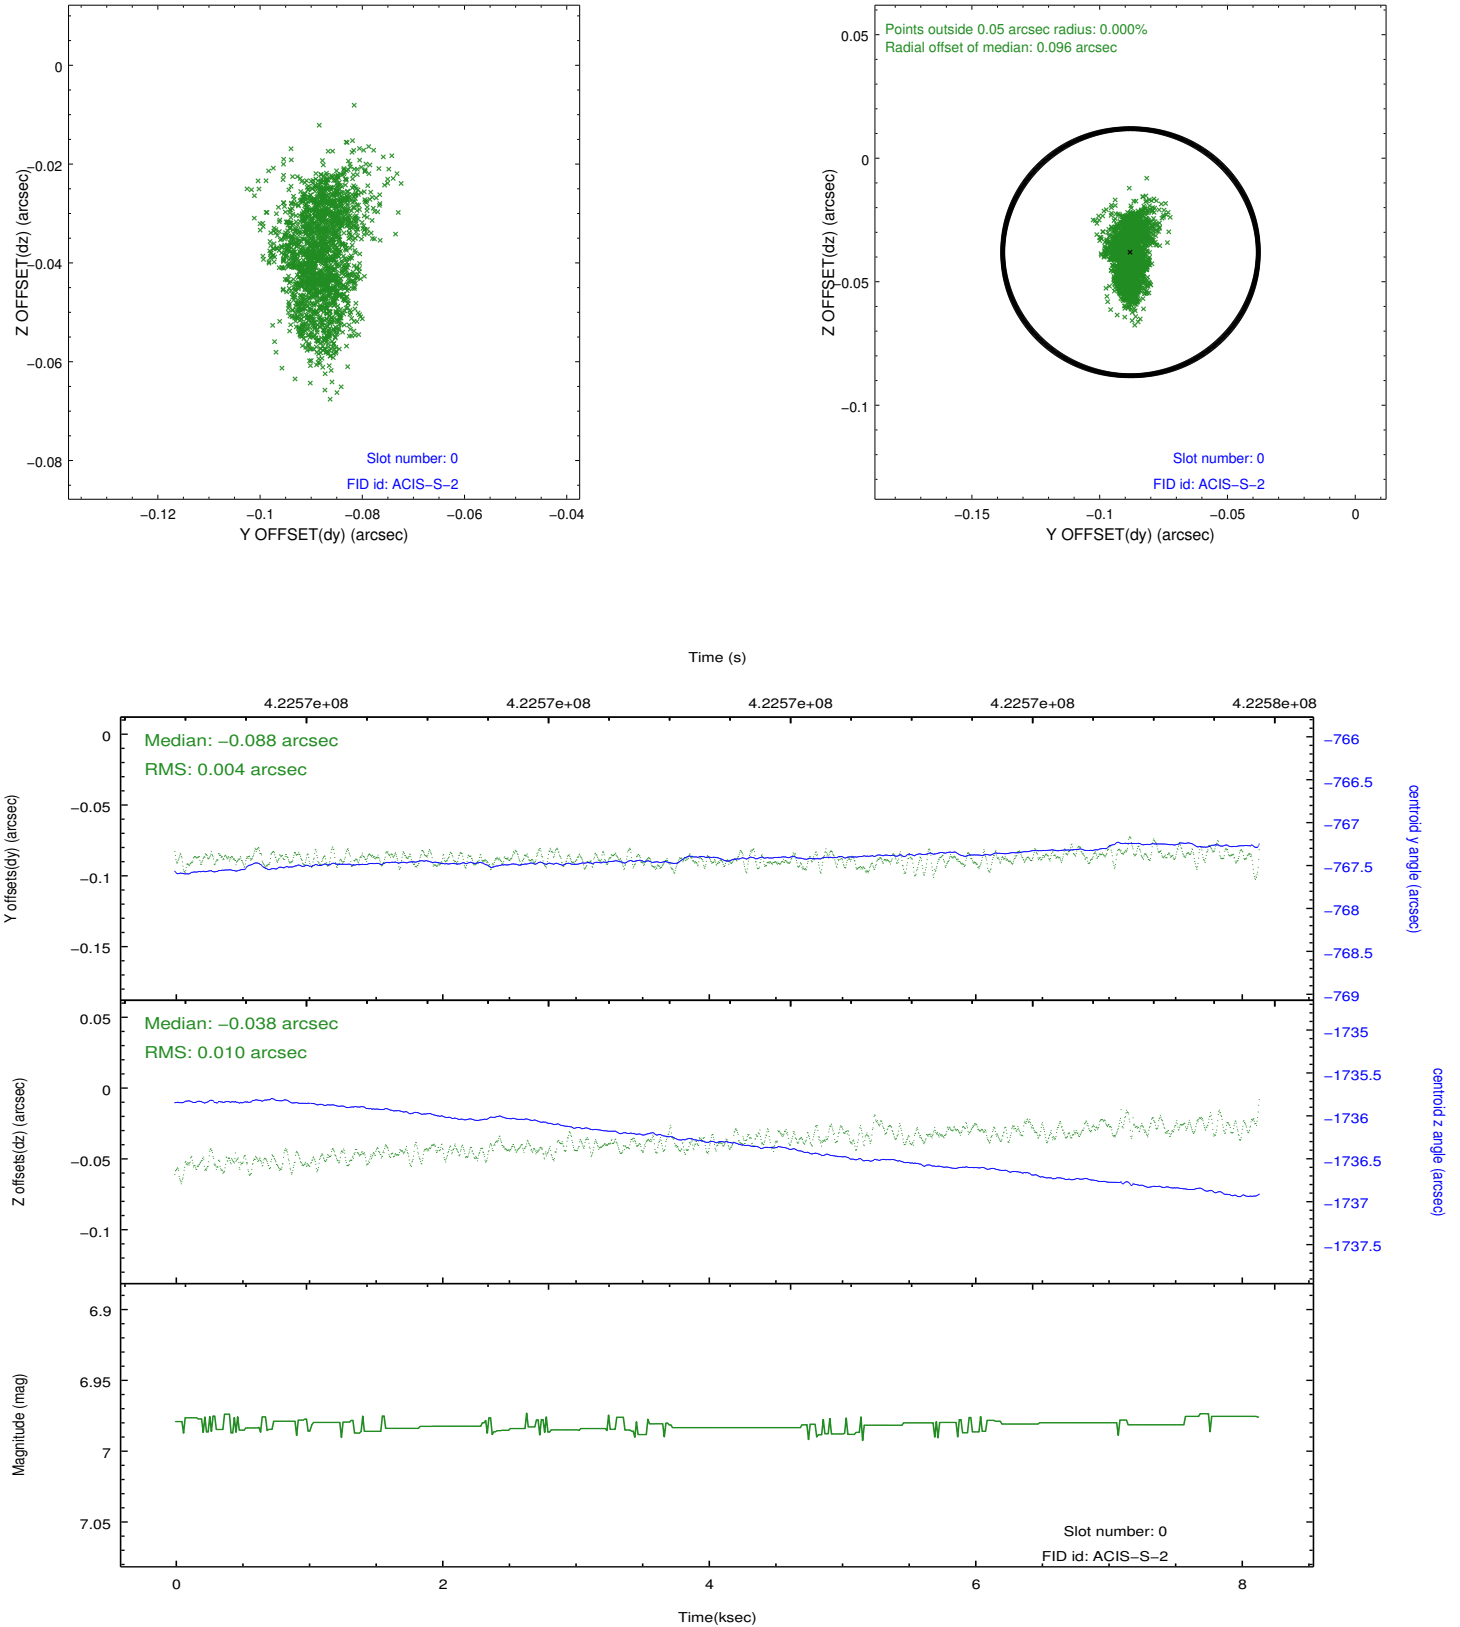 0
−0.02
−0.04
−0.06
−0.08
Z OFFSET(dz) (arcsec)
Slot number: 0
FID id: ACIS−S−2
−0.12
−0.1
−0.08
−0.06
−0.04
Y OFFSET(dy) (arcsec)
Points outside 0.05 arcsec radius: 0.000%
Radial offset of median: 0.096 arcsec
0.05
0
−0.05
−0.1
Z OFFSET(dz) (arcsec)
Slot number: 0
FID id: ACIS−S−2
−0.15
−0.1
−0.05
0
Y OFFSET(dy) (arcsec)
Time (s)
4.2257e+08
4.2257e+08
4.2257e+08
4.2257e+08
4.2258e+08
Median: −0.088 arcsec
RMS: 0.004 arcsec
0
−0.05
−0.1
−0.15
Y offsets(dy) (arcsec)
−766
−766.5
−767
−767.5
−768
−768.5
−769
centroid y angle (arcsec)
Median: −0.038 arcsec
RMS: 0.010 arcsec
0.05
0
−0.05
−0.1
Z offsets(dz) (arcsec)
−1735
−1735.5
−1736
−1736.5
−1737
−1737.5
centroid z angle (arcsec)
6.9
6.95
7
7.05
Magnitude (mag)
Slot number: 0
FID id: ACIS−S−2
0
2
4
6
8
Time(ksec)